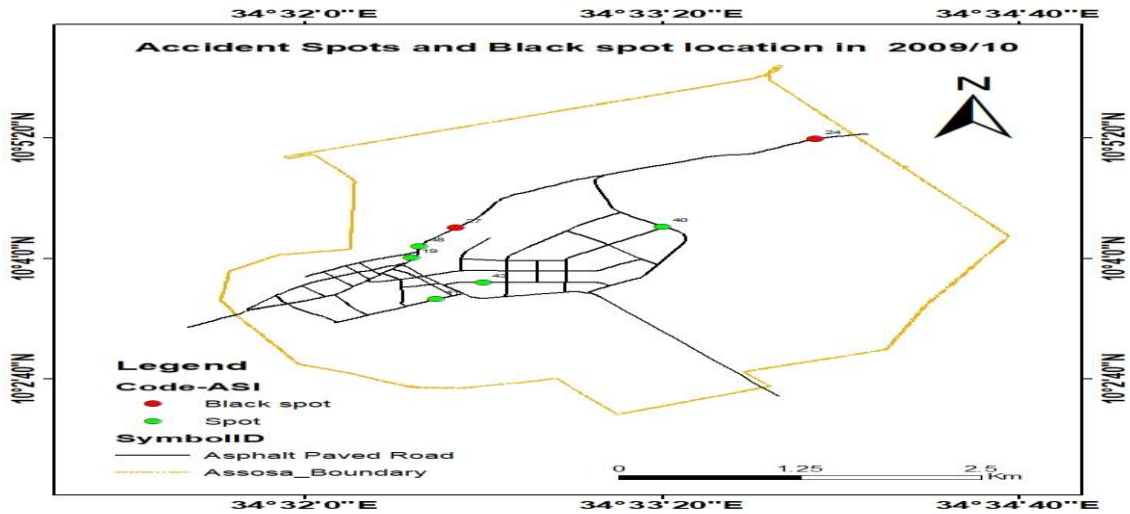 34°32'0"E 34°33'20"E 34°34'40"E
Accident Spots and Black spot location in 2009/10
N
10°5'20"N 10°5'20"N
24
27
40
48
10°4'0"N 19 10°4'0"N
43
41
10°2'40"N 10°2'40"N
Legend
Code-ASI
Black spot
Spot
SymbolID
Asphalt Paved Road
Assosa_Boundary
0 1.25 2.5
Km
34°32'0"E 34°33'20"E 34°34'40"E